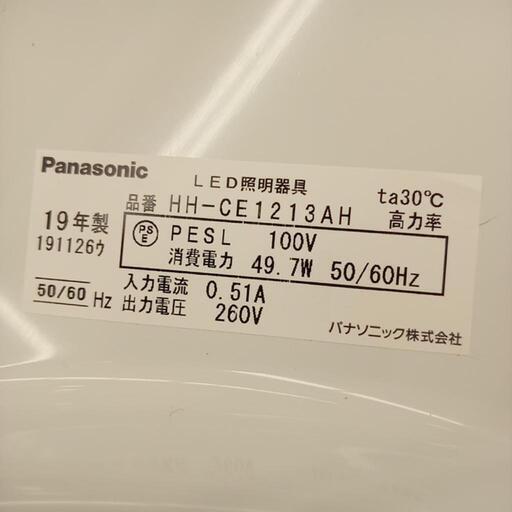 Panasonic
LED照明器具
ta30℃
品番 HH-CE1213AH
高力率
19年製
191126ゥ
PS
E
PESL 100V
消費電力 49.7W 50/60Hz
50/60 Hz
入力電流 0.51A
出力電圧 260V
パナソニック株式会社